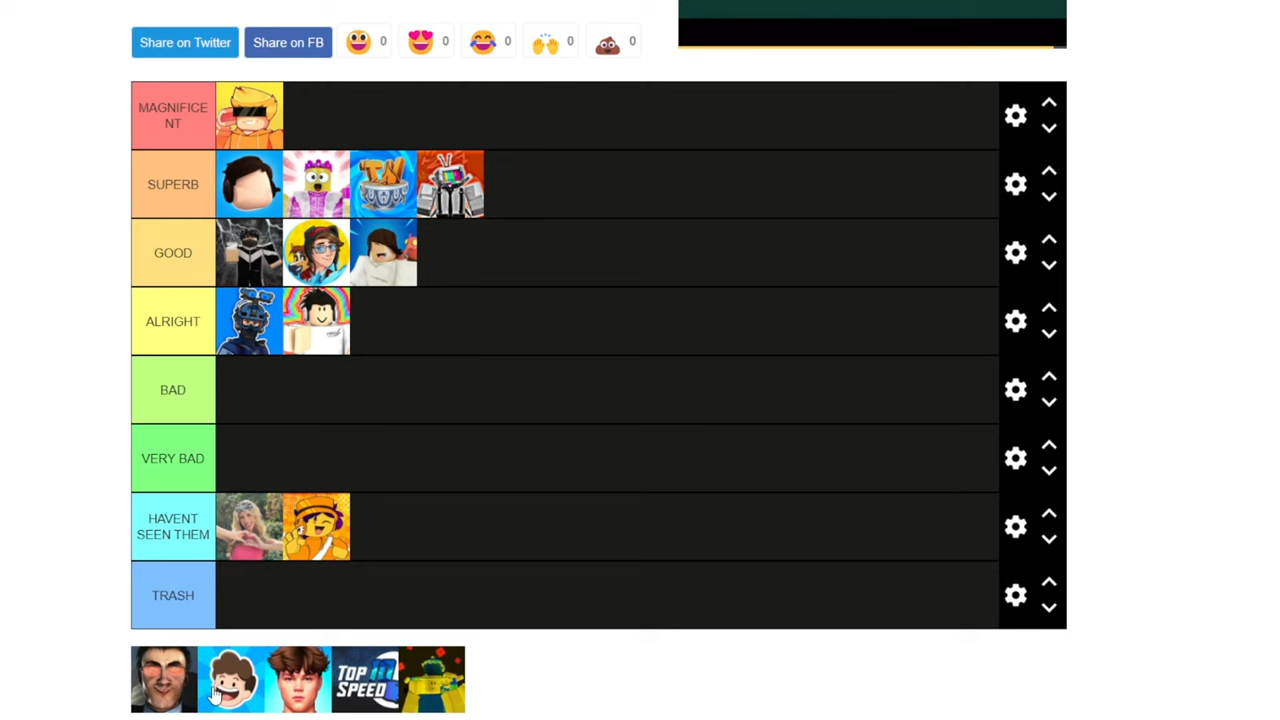 Share on Twitter
Share on FB
0
0
0
0
0
MAGNIFICE
NT
SUPERB
GOOD
ALRIGHT
BAD
VERY BAD
HAVENT
SEEN THEM
TRASH
TOP
SPEED